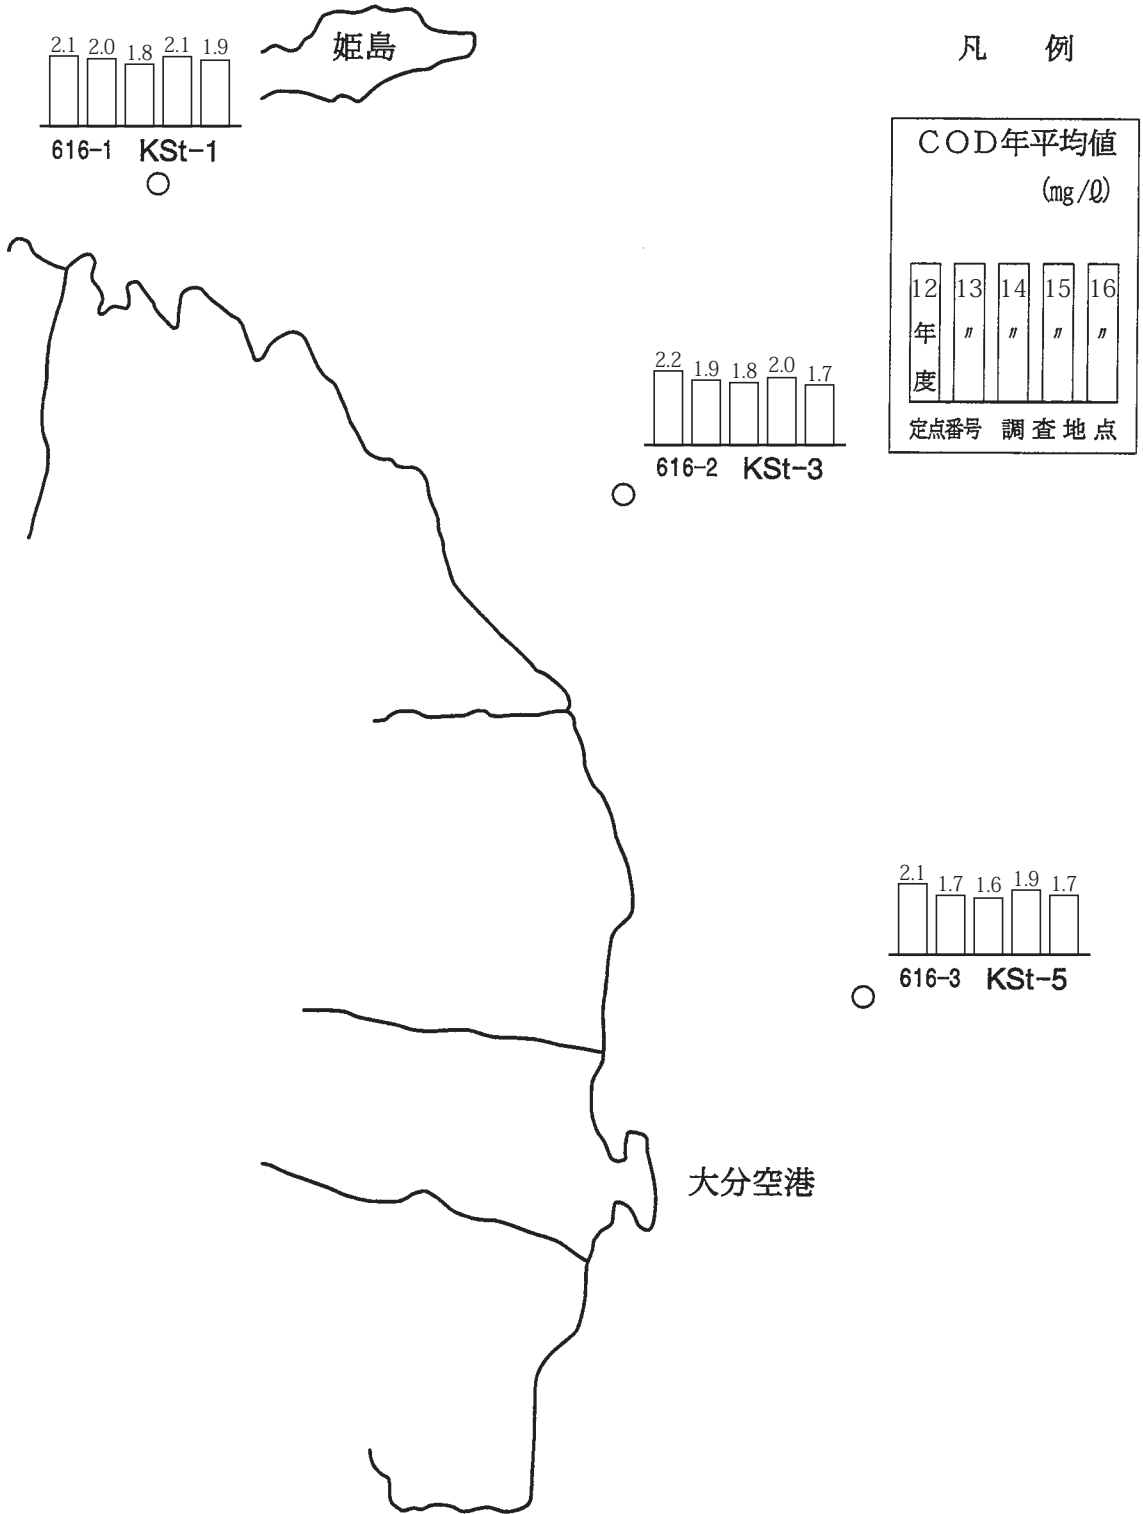 2.1 2.0 1.8 2.1 1.9
616-1 KSt-1
姫島
凡 例
COD年平均値
(mg/ℓ)
12年度 13〃 14〃 15〃 16〃
定点番号 調査地点
2.2 1.9 1.8 2.0 1.7
616-2 KSt-3
2.1 1.7 1.6 1.9 1.7
616-3 KSt-5
大分空港